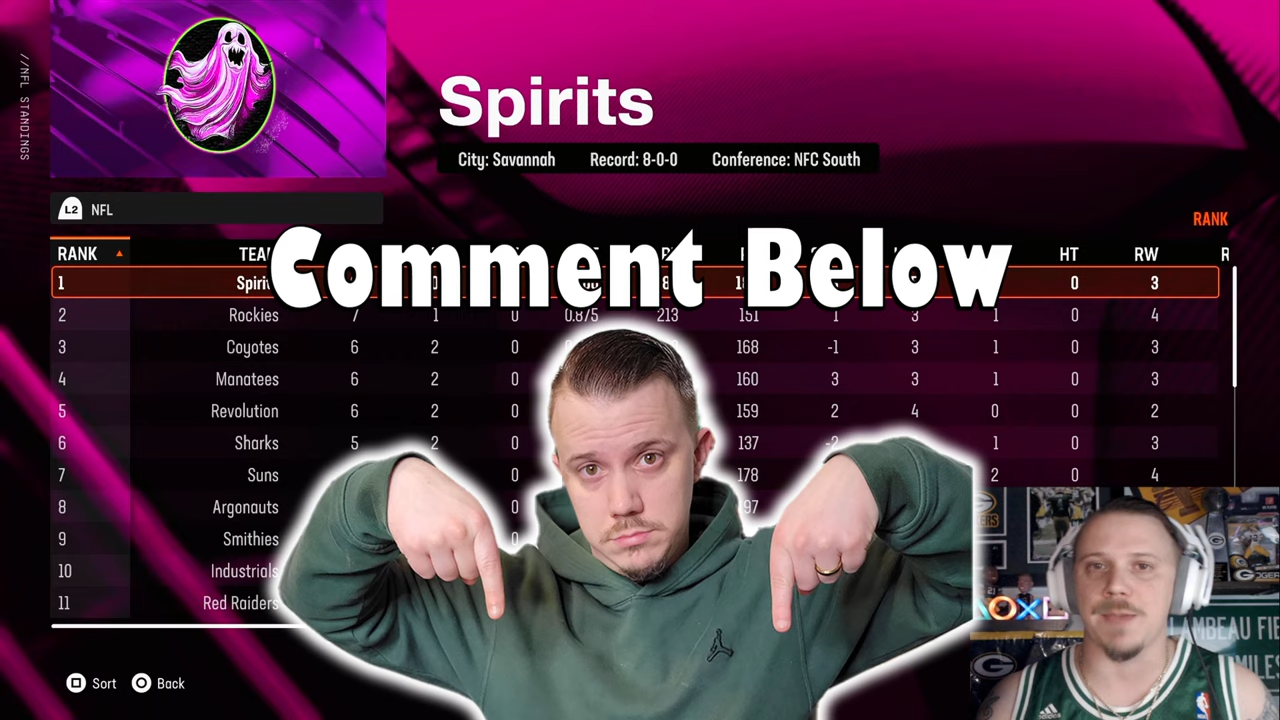 //NFL STANDINGS
Spirits
City: Savannah Record: 8-0-0 Conference: NFC South
L2 NFL
RANK
RANK HT RW
Comment Below
1 0 3
2 Rockies 7 1 0 0.875 213 151 1 3 1 0 4
3 Coyotes 6 2 0 168 -1 3 1 0 3
4 Manatees 6 2 0 160 3 3 1 0 3
5 Revolution 6 2 0 159 2 4 0 0 2
6 Sharks 5 2 0 137 -2 1 0 3
7 Suns 178 2 0 4
8 Argonauts
9 Smithies
10 Industrials
11 Red Raiders
Sort Back
LAMBEAU FIE
MILES